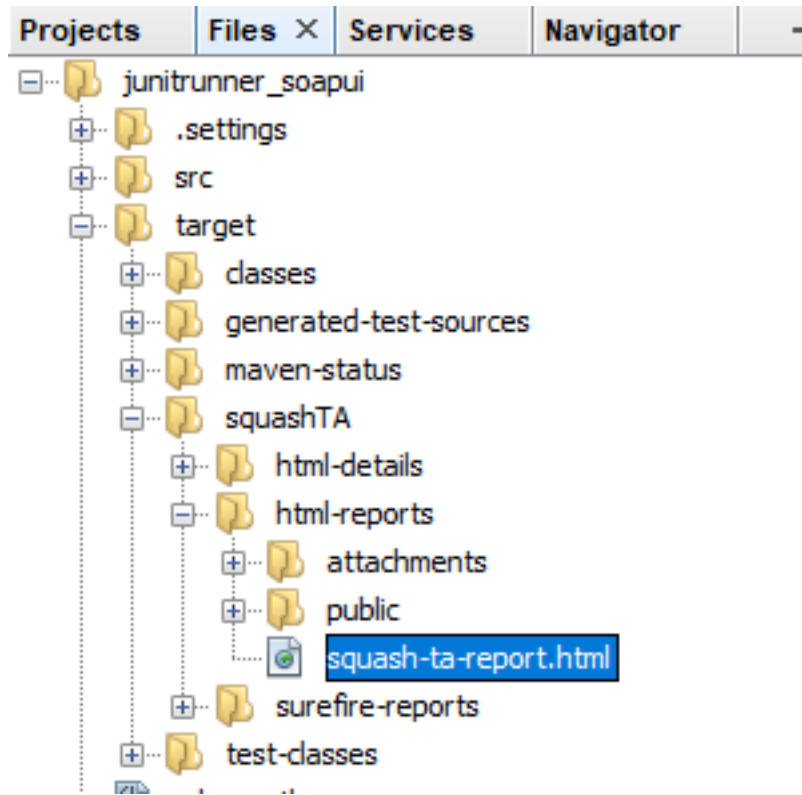 Projects Files × Services Navigator
junitrunner_soapui
.settings
src
target
classes
generated-test-sources
maven-status
squashTA
html-details
html-reports
attachments
public
squash-ta-report.html
surefire-reports
test-classes